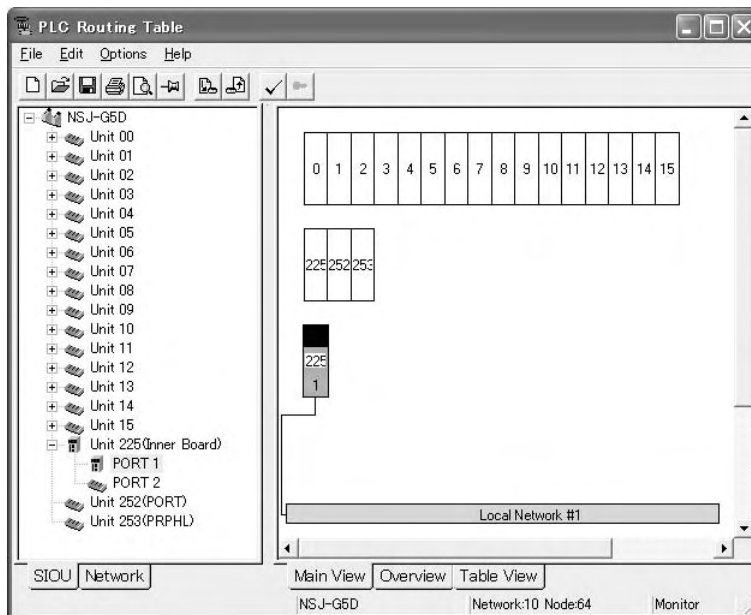 PLC Routing Table
File Edit Options Help
NSJ-G5D
Unit 00
Unit 01
Unit 02
Unit 03
Unit 04
Unit 05
Unit 06
Unit 07
Unit 08
Unit 09
Unit 10
Unit 11
Unit 12
Unit 13
Unit 14
Unit 15
Unit 225(Inner Board)
PORT 1
PORT 2
Unit 252(PORT)
Unit 253(PRPHL)
SIOU Network
0 1 2 3 4 5 6 7 8 9 10 11 12 13 14 15
225 252 253
225
1
Local Network #1
Main View Overview Table View
NSJ-G5D Network:10 Node:64 Monitor